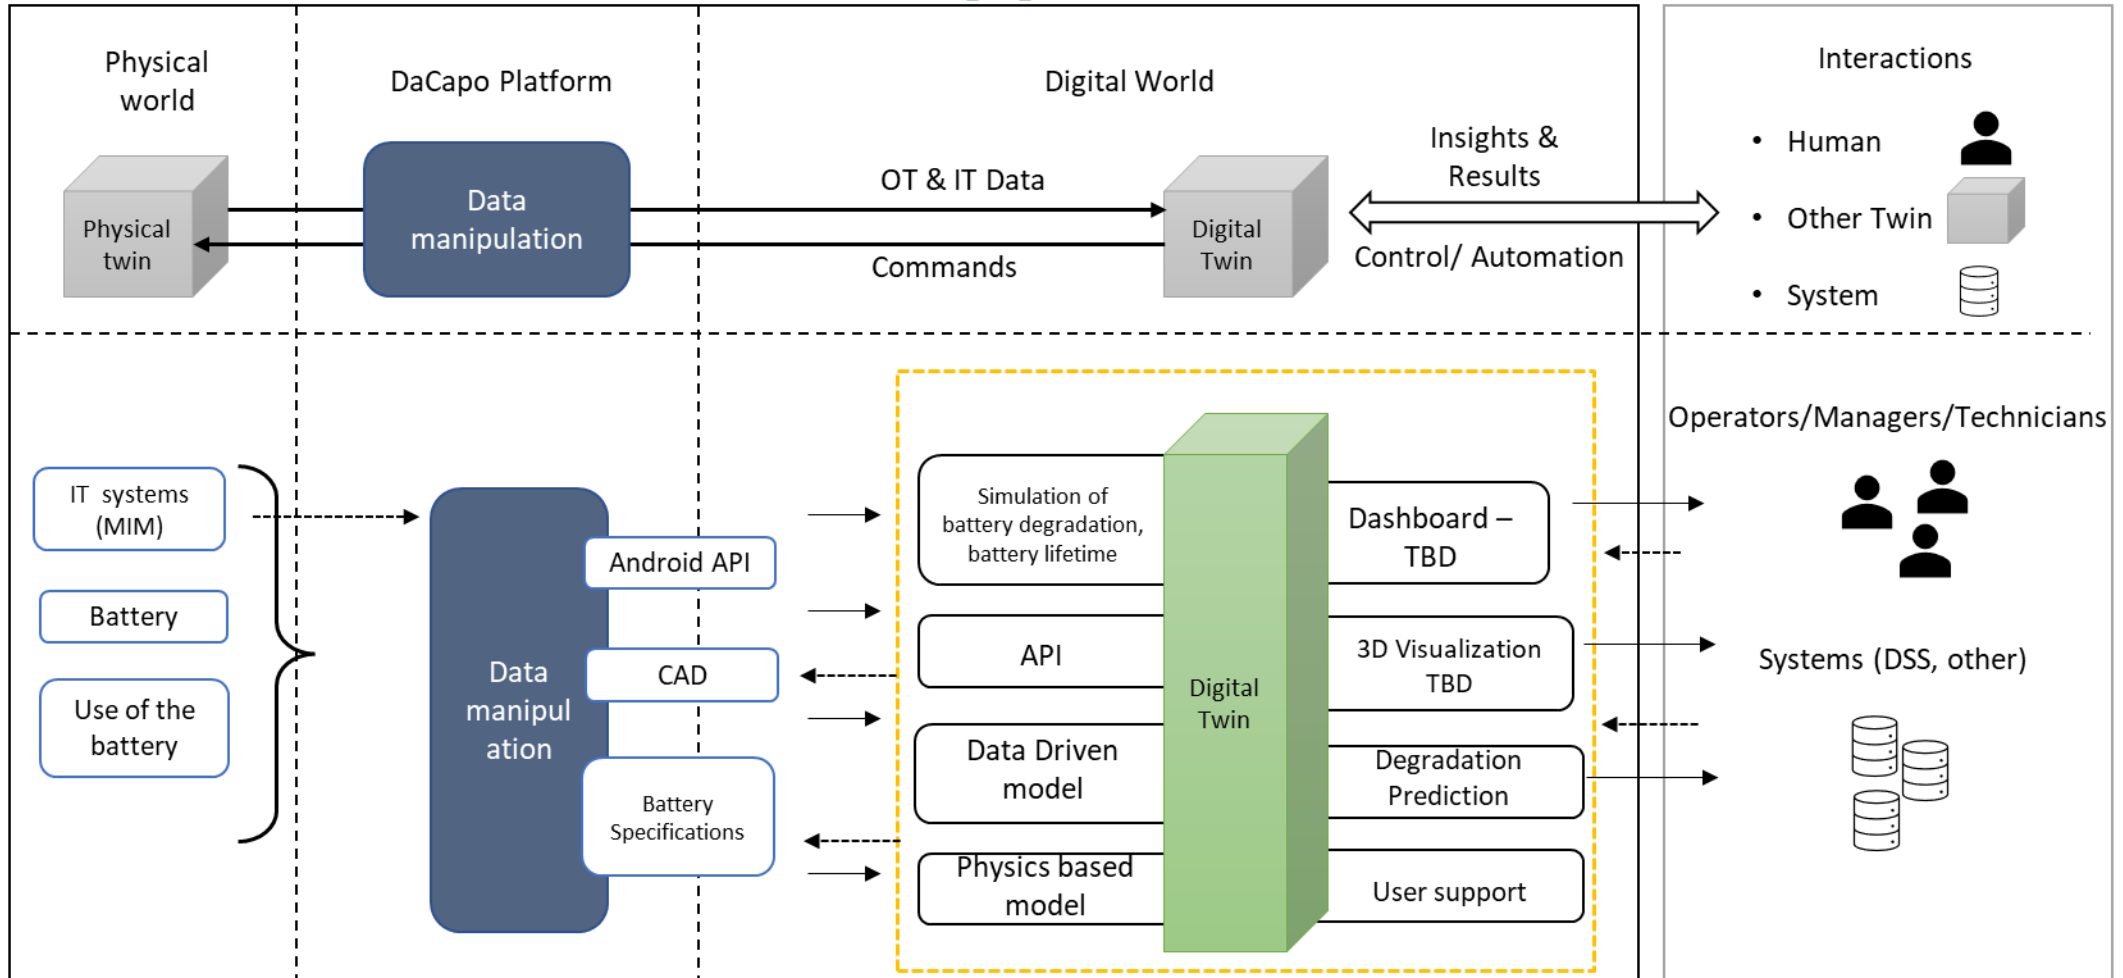 Physical
world
DaCapo Platform
Digital World
Interactions
Physical
twin
Data
manipulation
OT & IT Data
Commands
Digital
Twin
Insights &
Results
Control/ Automation
• Human
• Other Twin
• System
IT systems
(MIM)
Battery
Use of the
battery
Data
manipul
ation
Android API
CAD
Battery
Specifications
Simulation of
battery degradation,
battery lifetime
API
Data Driven
model
Physics based
model
Digital
Twin
Dashboard –
TBD
3D Visualization
TBD
Degradation
Prediction
User support
Operators/Managers/Technicians
Systems (DSS, other)